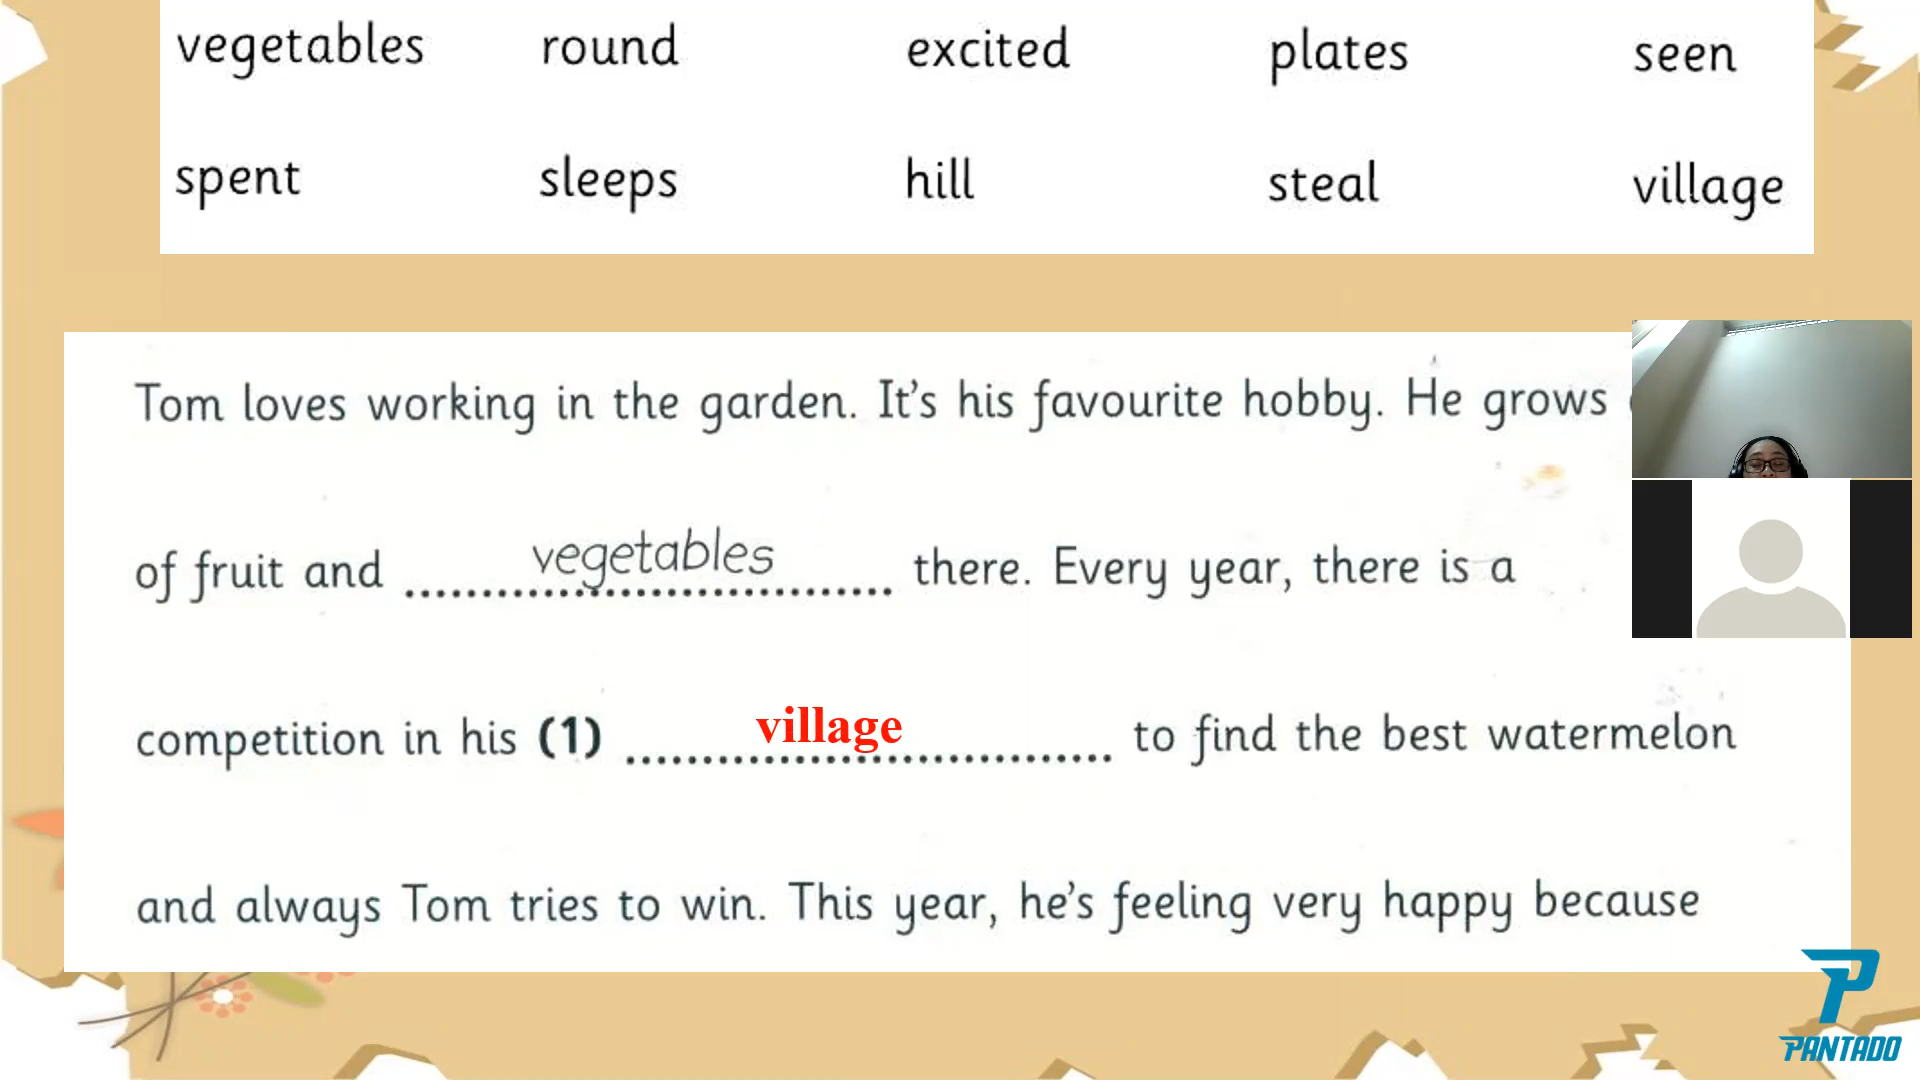 vegetables round excited plates seen
spent sleeps hill steal village
Tom loves working in the garden. It's his favourite hobby. He grows
of fruit and vegetables there. Every year, there is a
competition in his (1) village to find the best watermelon
and always Tom tries to win. This year, he's feeling very happy because
PANTADO